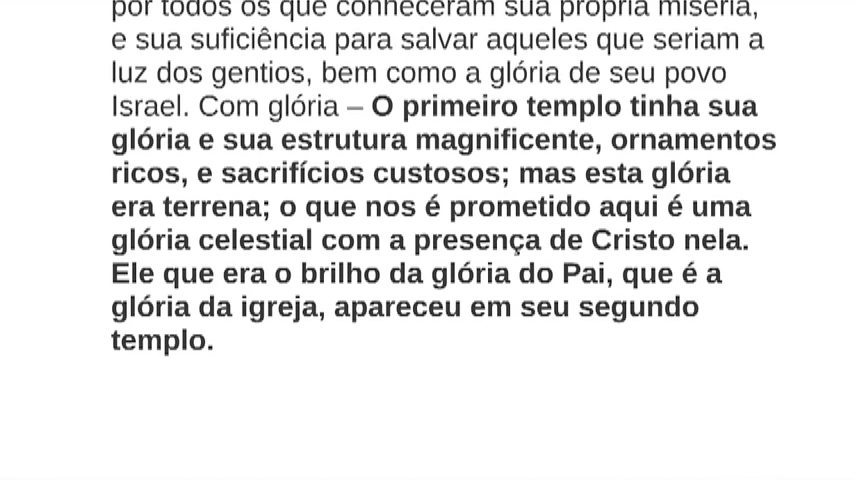 por todos os que conheceram sua própria miséria,
e sua suficiência para salvar aqueles que seriam a
luz dos gentios, bem como a glória de seu povo
Israel. Com glória – O primeiro templo tinha sua
glória e sua estrutura magnificente, ornamentos
ricos, e sacrifícios custosos; mas esta glória
era terrena; o que nos é prometido aqui é uma
glória celestial com a presença de Cristo nela.
Ele que era o brilho da glória do Pai, que é a
glória da igreja, apareceu em seu segundo
templo.